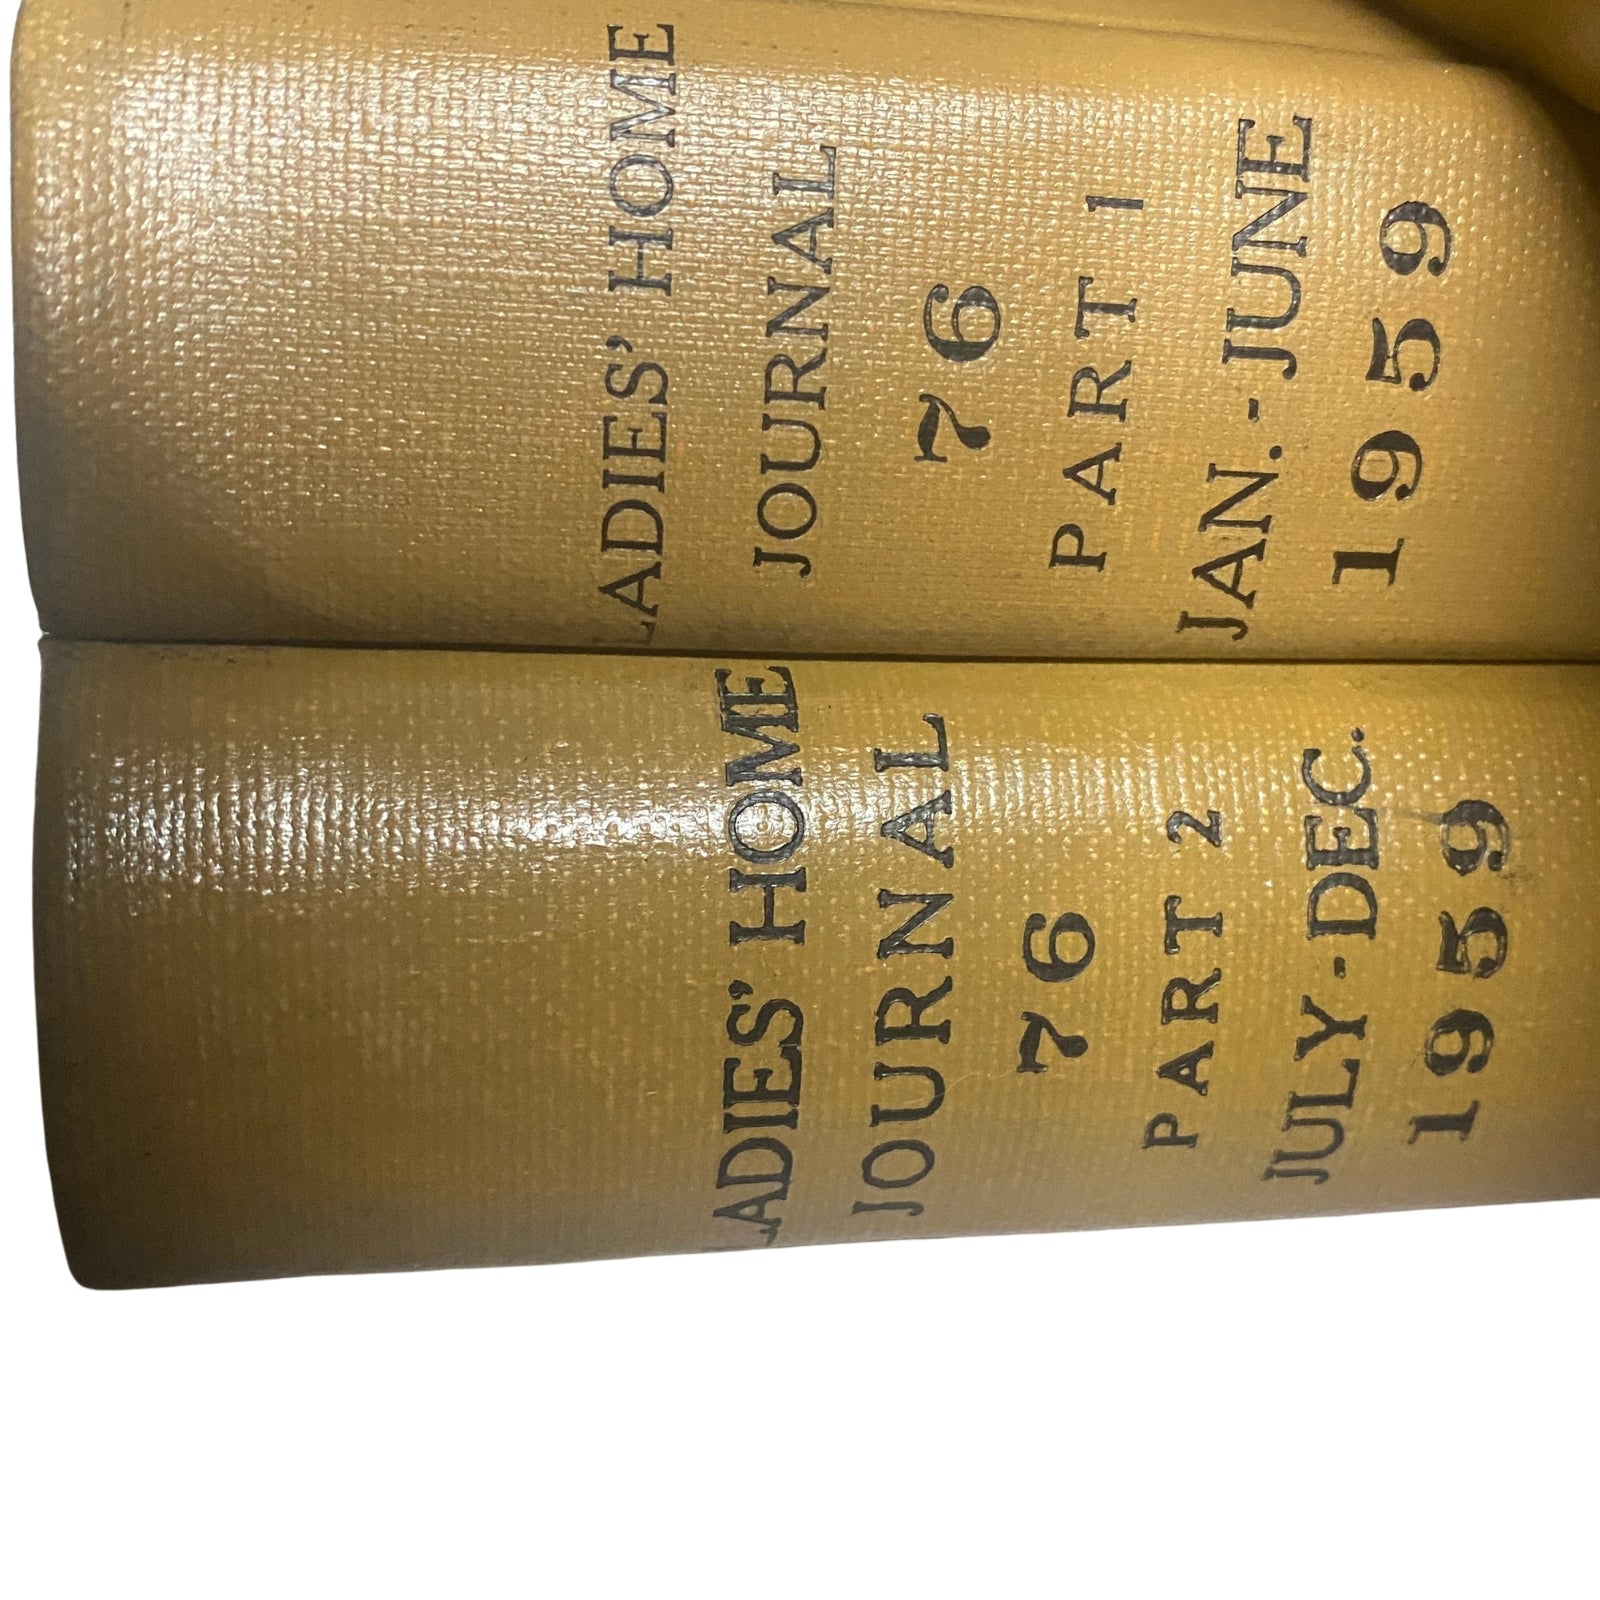 LADIES' HOME
JOURNAL
76
PART 1
JAN.-JUNE
1959
LADIES' HOME
JOURNAL
76
PART 2
JULY-DEC.
1959